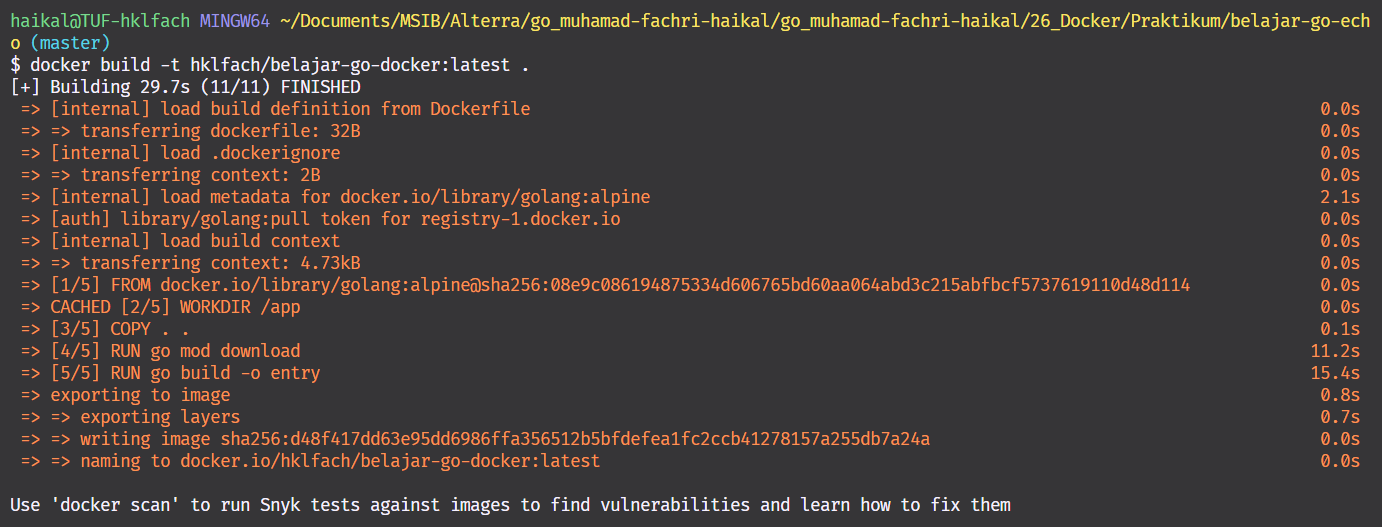 haikal@TUF-hklfach MINGW64 ~/Documents/MSIB/Alterra/go_muhamad-fachri-haikal/go_muhamad-fachri-haikal/26_Docker/Praktikum/belajar-go-ech
o (master)
$ docker build -t hklfach/belajar-go-docker:latest .
[+] Building 29.7s (11/11) FINISHED
=> [internal] load build definition from Dockerfile 0.0s
=> => transferring dockerfile: 32B 0.0s
=> [internal] load .dockerignore 0.0s
=> => transferring context: 2B 0.0s
=> [internal] load metadata for docker.io/library/golang:alpine 2.1s
=> [auth] library/golang:pull token for registry-1.docker.io 0.0s
=> [internal] load build context 0.0s
=> => transferring context: 4.73kB 0.0s
=> [1/5] FROM docker.io/library/golang:alpine@sha256:08e9c086194875334d606765bd60aa064abd3c215abfbcf5737619110d48d114 0.0s
=> CACHED [2/5] WORKDIR /app 0.0s
=> [3/5] COPY . . 0.1s
=> [4/5] RUN go mod download 11.2s
=> [5/5] RUN go build -o entry 15.4s
=> exporting to image 0.8s
=> => exporting layers 0.7s
=> => writing image sha256:d48f417dd63e95dd6986ffa356512b5bfdefea1fc2ccb41278157a255db7a24a 0.0s
=> => naming to docker.io/hklfach/belajar-go-docker:latest 0.0s
Use 'docker scan' to run Snyk tests against images to find vulnerabilities and learn how to fix them